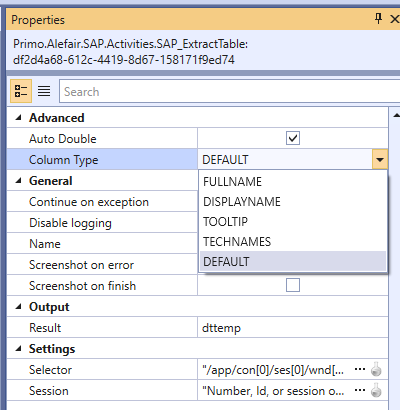 Properties
Primo.Alefair.SAP.Activities.SAP_ExtractTable:
df2d4a68-612c-4419-8d67-158171f9ed74
Search
Advanced
Auto Double
Column Type DEFAULT
FULLNAME
DISPLAYNAME
TOOLTIP
TECHNAMES
DEFAULT
General
Continue on exception
Disable logging
Name
Screenshot on error
Screenshot on finish
Output
Result dttemp
Settings
Selector "/app/con[0]/ses[0]/wnd[... ...
Session "Number, Id, or session o... ...